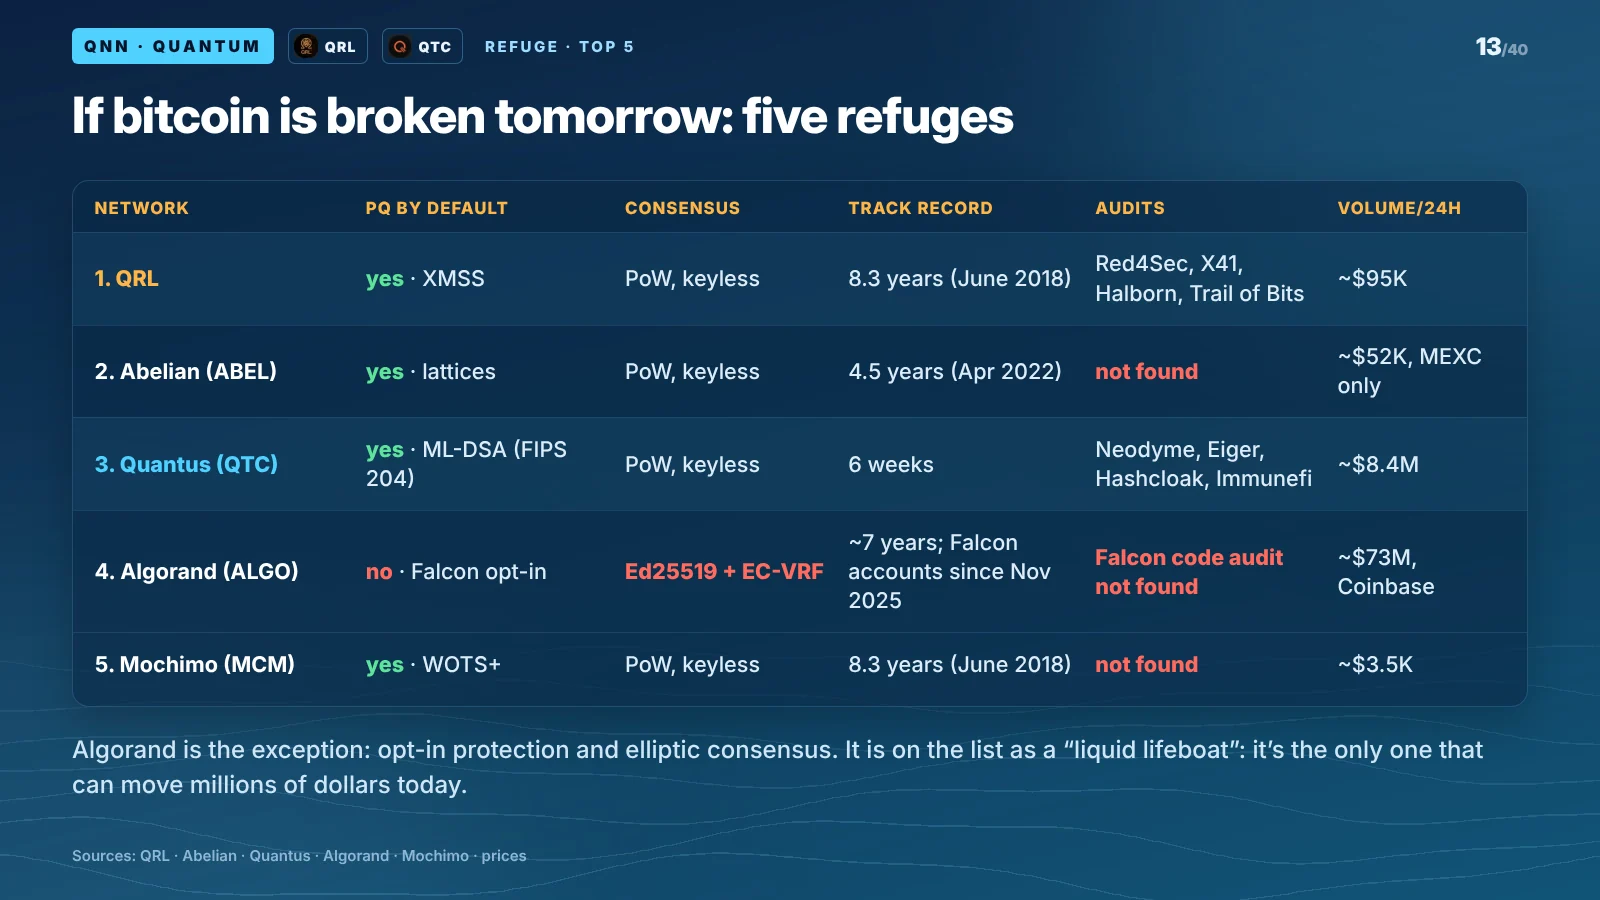 QNN · QUANTUM
QRL
QTC
REFUGE · TOP 5
13/40
If bitcoin is broken tomorrow: five refuges
NETWORK
PQ BY DEFAULT
CONSENSUS
TRACK RECORD
AUDITS
VOLUME/24H
1. QRL
yes · XMSS
PoW, keyless
8.3 years (June 2018)
Red4Sec, X41,
Halborn, Trail of Bits
~$95K
2. Abelian (ABEL)
yes · lattices
PoW, keyless
4.5 years (Apr 2022)
not found
~$52K, MEXC
only
3. Quantus (QTC)
yes · ML-DSA (FIPS
204)
PoW, keyless
6 weeks
Neodyme, Eiger,
Hashcloak, Immunefi
~$8.4M
4. Algorand (ALGO)
no · Falcon opt-in
Ed25519 + EC-VRF
~7 years; Falcon
accounts since Nov
2025
Falcon code audit
not found
~$73M,
Coinbase
5. Mochimo (MCM)
yes · WOTS+
PoW, keyless
8.3 years (June 2018)
not found
~$3.5K
Algorand is the exception: opt-in protection and elliptic consensus. It is on the list as a “liquid lifeboat”: it’s the only one that
can move millions of dollars today.
Sources: QRL · Abelian · Quantus · Algorand · Mochimo · prices